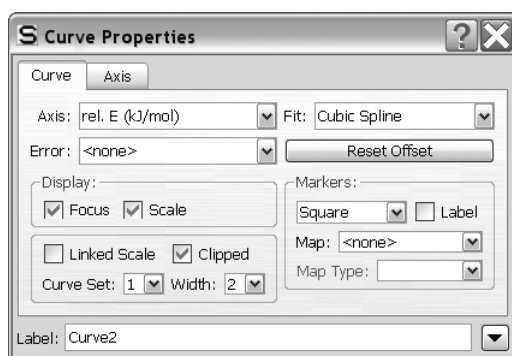 S Curve Properties ?
Curve Axis
Axis: rel. E (kJ/mol) Fit: Cubic Spline
Error: <none> Reset Offset
Display: Markers:
Focus Scale Square Label
Linked Scale Clipped Map: <none>
Curve Set: 1 Width: 2 Map Type:
Label: Curve2